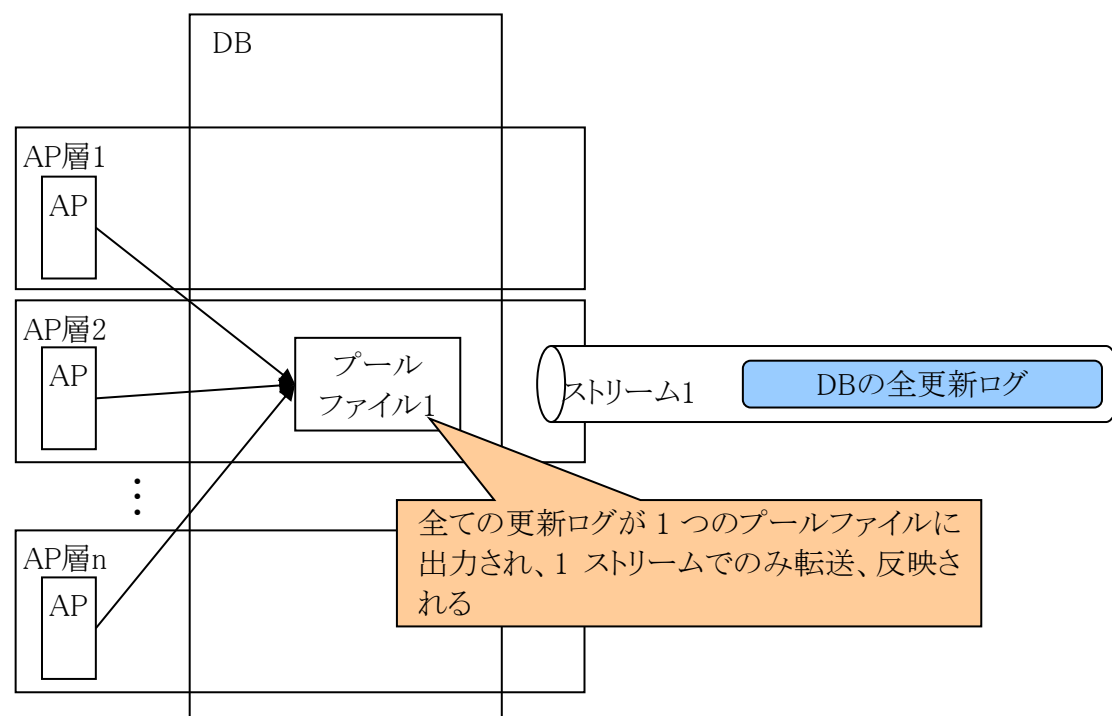 DB
AP層1
AP
AP層2
AP
プール
ファイル1
ストリーム1
DBの全更新ログ
⋮
全ての更新ログが 1 つのプールファイルに
出力され、1 ストリームでのみ転送、反映さ
れる
AP層n
AP